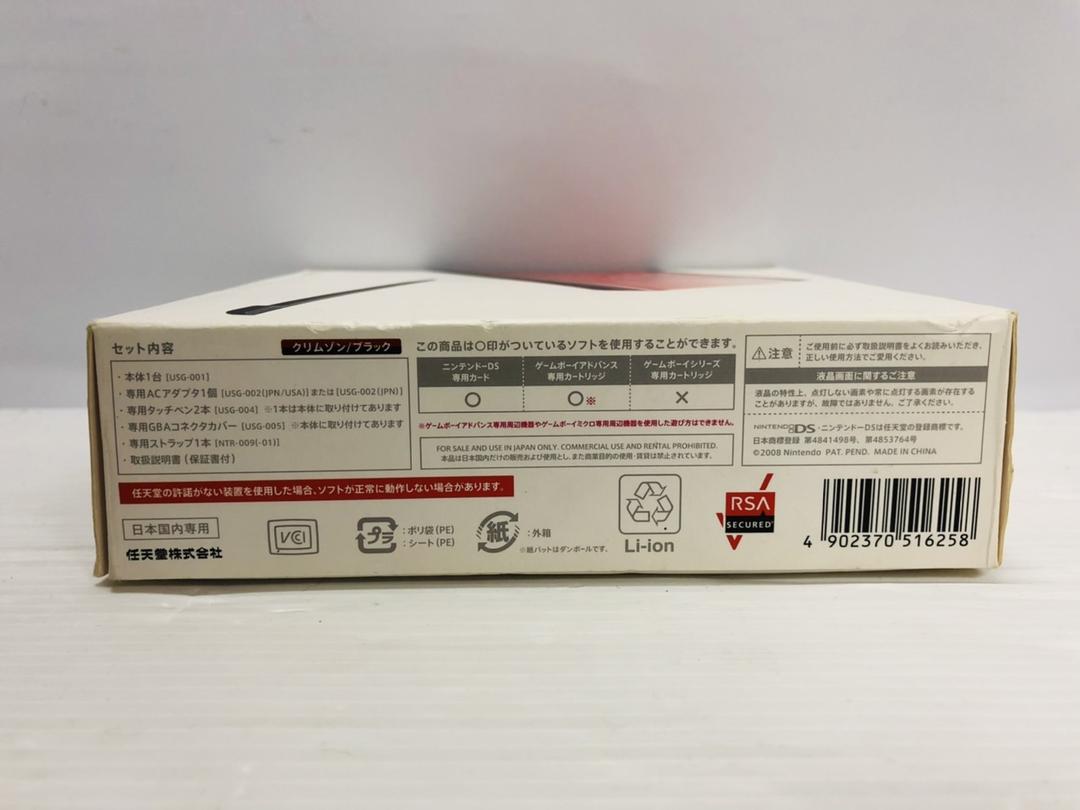 セット内容
クリムゾン/ブラック
・本体1台 [USG-001]
・専用ACアダプタ1個 [USG-002(JPN/USA)] または [USG-002(JPN)]
・専用タッチペン2本 [USG-004] ※1本は本体に取り付けてあります
・専用GBAコネクタカバー [USG-005] ※本体に取り付けてあります
・専用ストラップ1本 [NTR-009(-01)]
・取扱説明書(保証書付)
この商品は○印がついているソフトを使用することができます。
ニンテンドーDS
専用カード
ゲームボーイアドバンス
専用カートリッジ
ゲームボーイシリーズ
専用カートリッジ
○
○※
×
※ゲームボーイアドバンス専用周辺機器やゲームボーイミクロ専用周辺機器を使用した遊び方はできません。
FOR SALE AND USE IN JAPAN ONLY. COMMERCIAL USE AND RENTAL PROHIBITED.
本品は日本国内だけの販売および使用とし、また商業目的の使用・賃貸は禁止されています。
注意
ご使用前に必ず取扱説明書をよくお読みいただき、
正しい使用方法でご愛用ください。
液晶画面に関するご注意
液晶の特性上、点灯しない画素や常に点灯する画素が存在する
ことがありますが、故障ではありません。ご了承ください。
NINTENDO DS・ニンテンドーDSは任天堂の登録商標です。
日本商標登録 第4841498号、第4853764号
©2008 Nintendo PAT. PEND. MADE IN CHINA
任天堂の許諾がない装置を使用した場合、ソフトが正常に動作しない場合があります。
日本国内専用
任天堂株式会社
VCCI
プラ
:ポリ袋(PE)
:シート(PE)
紙
:外箱
※紙パットはダンボールです。
Li-ion
RSA
SECURED
4 902370 516258